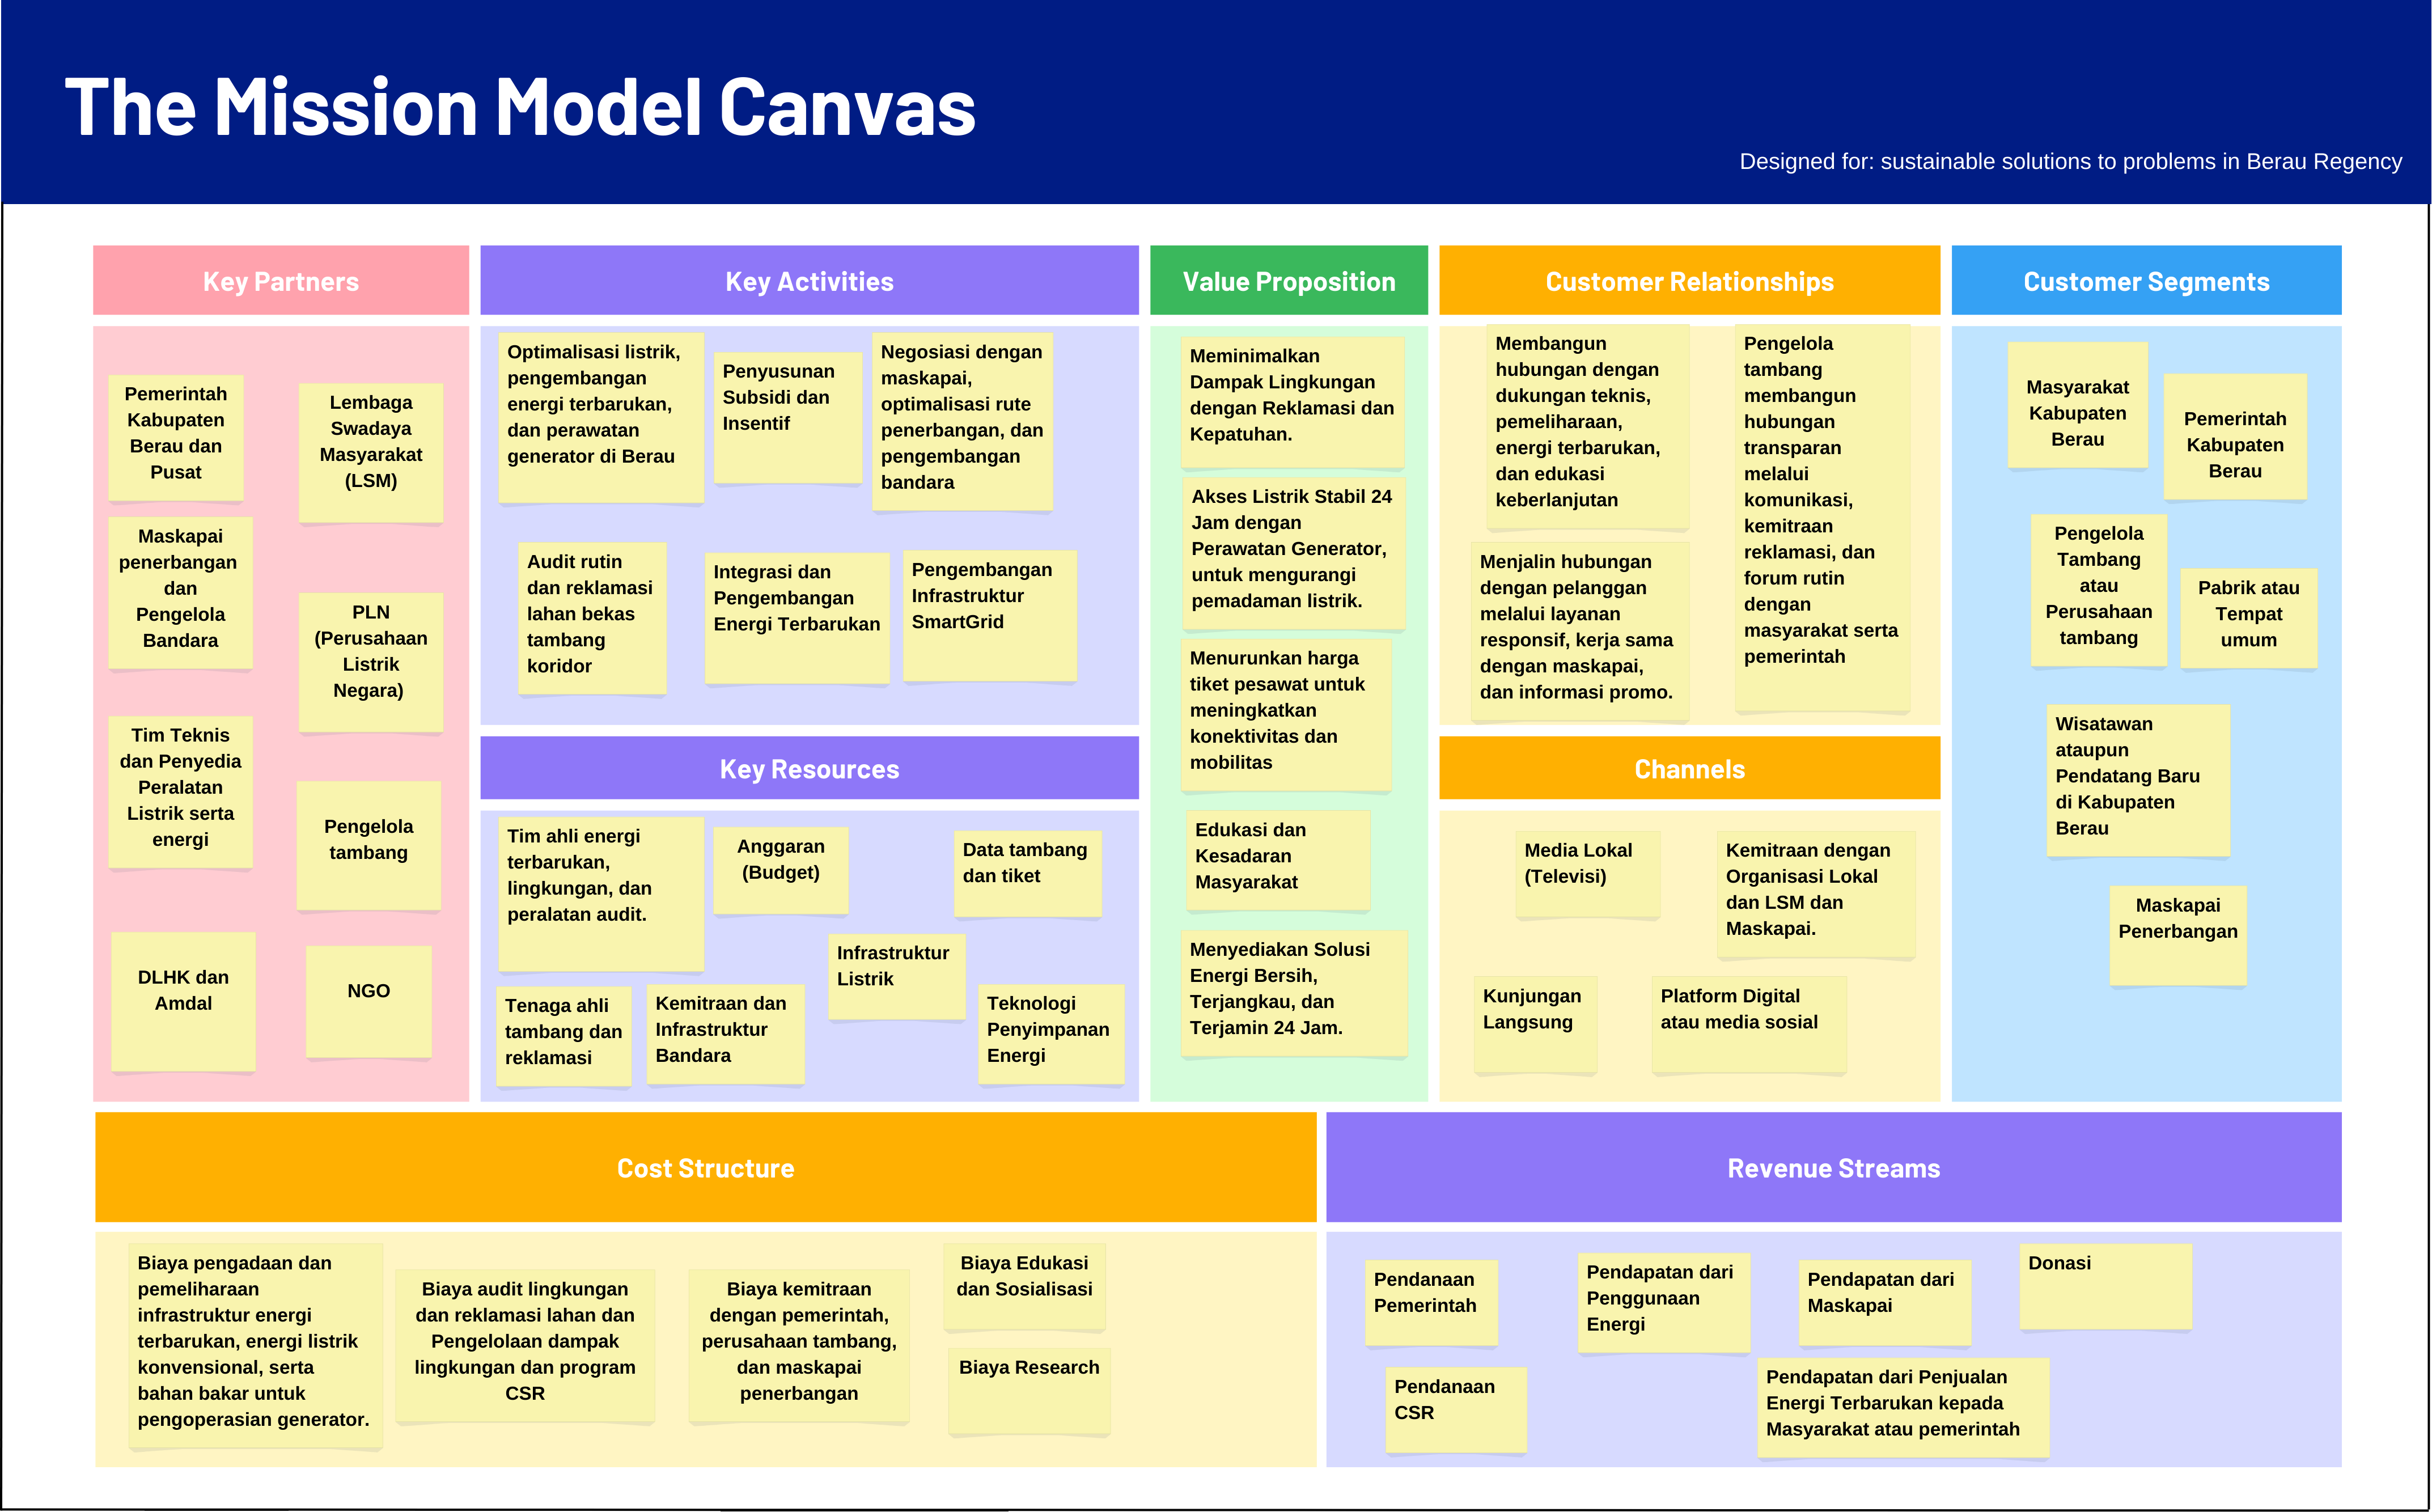 The Mission Model Canvas
Designed for: sustainable solutions to problems in Berau Regency
Key Partners
Pemerintah
Kabupaten
Berau dan
Pusat
Lembaga
Swadaya
Masyarakat
(LSM)
Maskapai
penerbangan
dan
Pengelola
Bandara
PLN
(Perusahaan
Listrik
Negara)
Tim Teknis
dan Penyedia
Peralatan
Listrik serta
energi
Pengelola
tambang
DLHK dan
Amdal
NGO
Key Activities
Optimalisasi listrik,
pengembangan
energi terbarukan,
dan perawatan
generator di Berau
Penyusunan
Subsidi dan
Insentif
Negosiasi dengan
maskapai,
optimalisasi rute
penerbangan, dan
pengembangan
bandara
Audit rutin
dan reklamasi
lahan bekas
tambang
koridor
Integrasi dan
Pengembangan
Energi Terbarukan
Pengembangan
Infrastruktur
SmartGrid
Key Resources
Tim ahli energi
terbarukan,
lingkungan, dan
peralatan audit.
Anggaran
(Budget)
Data tambang
dan tiket
Infrastruktur
Listrik
Tenaga ahli
tambang dan
reklamasi
Kemitraan dan
Infrastruktur
Bandara
Teknologi
Penyimpanan
Energi
Value Proposition
Meminimalkan
Dampak Lingkungan
dengan Reklamasi dan
Kepatuhan.
Akses Listrik Stabil 24
Jam dengan
Perawatan Generator,
untuk mengurangi
pemadaman listrik.
Menurunkan harga
tiket pesawat untuk
meningkatkan
konektivitas dan
mobilitas
Edukasi dan
Kesadaran
Masyarakat
Menyediakan Solusi
Energi Bersih,
Terjangkau, dan
Terjamin 24 Jam.
Customer Relationships
Membangun
hubungan dengan
dukungan teknis,
pemeliharaan,
energi terbarukan,
dan edukasi
keberlanjutan
Menjalin hubungan
dengan pelanggan
melalui layanan
responsif, kerja sama
dengan maskapai,
dan informasi promo.
Pengelola
tambang
membangun
hubungan
transparan
melalui
komunikasi,
kemitraan
reklamasi, dan
forum rutin
dengan
masyarakat serta
pemerintah
Channels
Media Lokal
(Televisi)
Kemitraan dengan
Organisasi Lokal
dan LSM dan
Maskapai.
Kunjungan
Langsung
Platform Digital
atau media sosial
Customer Segments
Masyarakat
Kabupaten
Berau
Pemerintah
Kabupaten
Berau
Pengelola
Tambang
atau
Perusahaan
tambang
Pabrik atau
Tempat
umum
Wisatawan
ataupun
Pendatang Baru
di Kabupaten
Berau
Maskapai
Penerbangan
Cost Structure
Biaya pengadaan dan
pemeliharaan
infrastruktur energi
terbarukan, energi listrik
konvensional, serta
bahan bakar untuk
pengoperasian generator.
Biaya audit lingkungan
dan reklamasi lahan dan
Pengelolaan dampak
lingkungan dan program
CSR
Biaya kemitraan
dengan pemerintah,
perusahaan tambang,
dan maskapai
penerbangan
Biaya Edukasi
dan Sosialisasi
Biaya Research
Revenue Streams
Pendanaan
Pemerintah
Pendapatan dari
Penggunaan
Energi
Pendapatan dari
Maskapai
Donasi
Pendanaan
CSR
Pendapatan dari Penjualan
Energi Terbarukan kepada
Masyarakat atau pemerintah